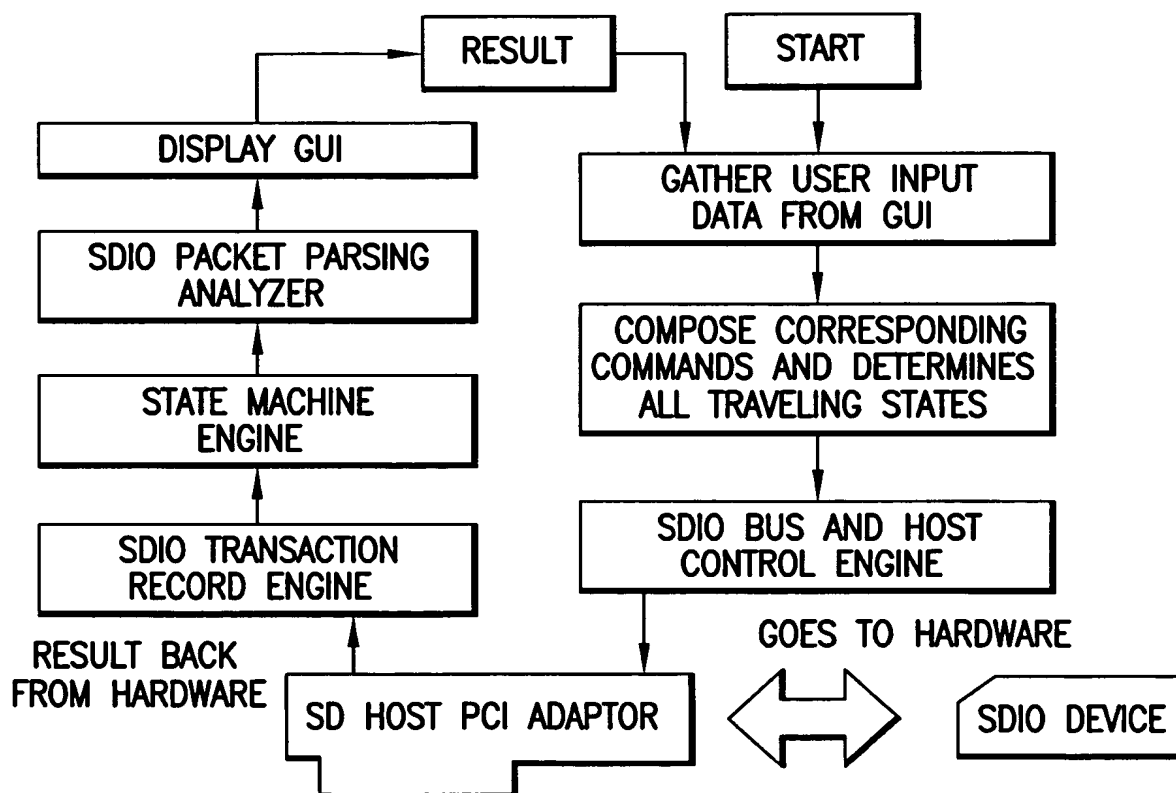 RESULT
START
DISPLAY GUI
GATHER USER INPUT
DATA FROM GUI
SDIO PACKET PARSING
ANALYZER
COMPOSE CORRESPONDING
COMMANDS AND DETERMINES
ALL TRAVELING STATES
STATE MACHINE
ENGINE
SDIO BUS AND HOST
CONTROL ENGINE
SDIO TRANSACTION
RECORD ENGINE
GOES TO HARDWARE
RESULT BACK
FROM HARDWARE
SD HOST PCI ADAPTOR
SDIO DEVICE